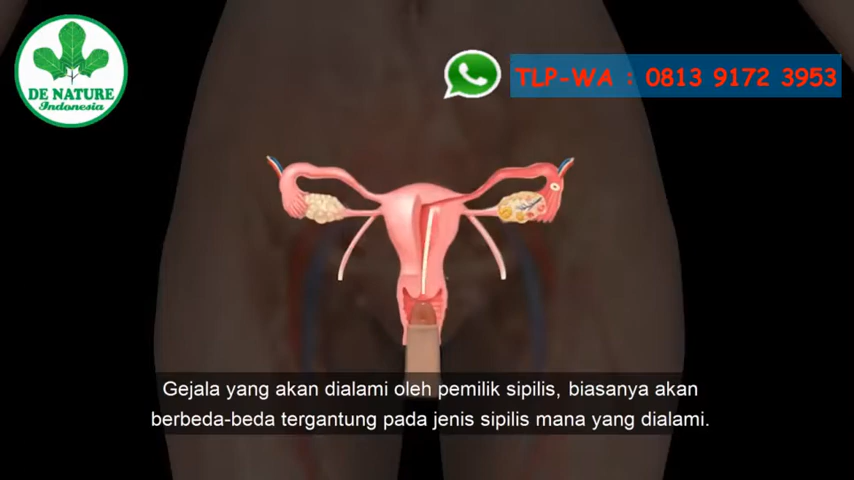 DE NATURE
Indonesia
TLP-WA : 0813 9172 3953
Gejala yang akan dialami oleh pemilik sipilis, biasanya akan
berbeda-beda tergantung pada jenis sipilis mana yang dialami.